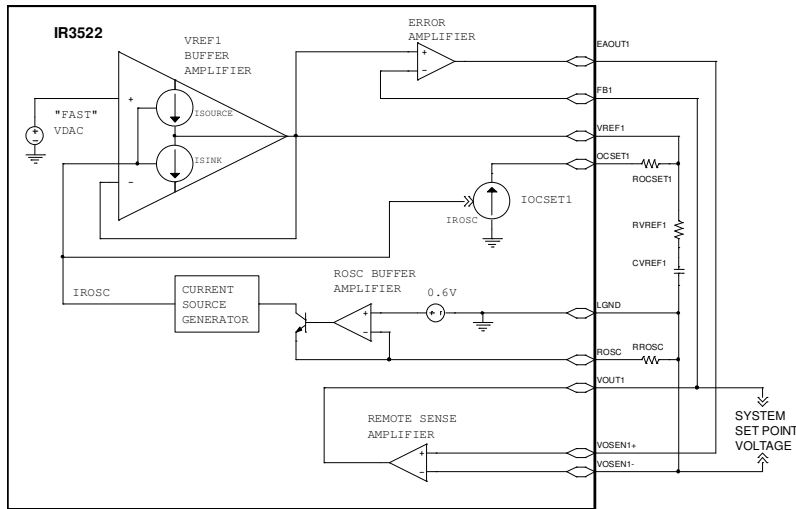 IR3522
VREF1
BUFFER
AMPLIFIER
ERROR
AMPLIFIER
EAOUT1
FB1
"FAST"
VDAC
+
-
ISOURCE
ISINK
+
-
VREF1
OCSET1
ROCSET1
IOCSET1
IROSC
RVREF1
CVREF1
IROSC
CURRENT
SOURCE
GENERATOR
ROSC BUFFER
AMPLIFIER
+
-
0.6V
LGND
ROSC
RROSC
VOUT1
REMOTE SENSE
AMPLIFIER
+
-
VOSEN1+
VOSEN1-
SYSTEM
SET POINT
VOLTAGE